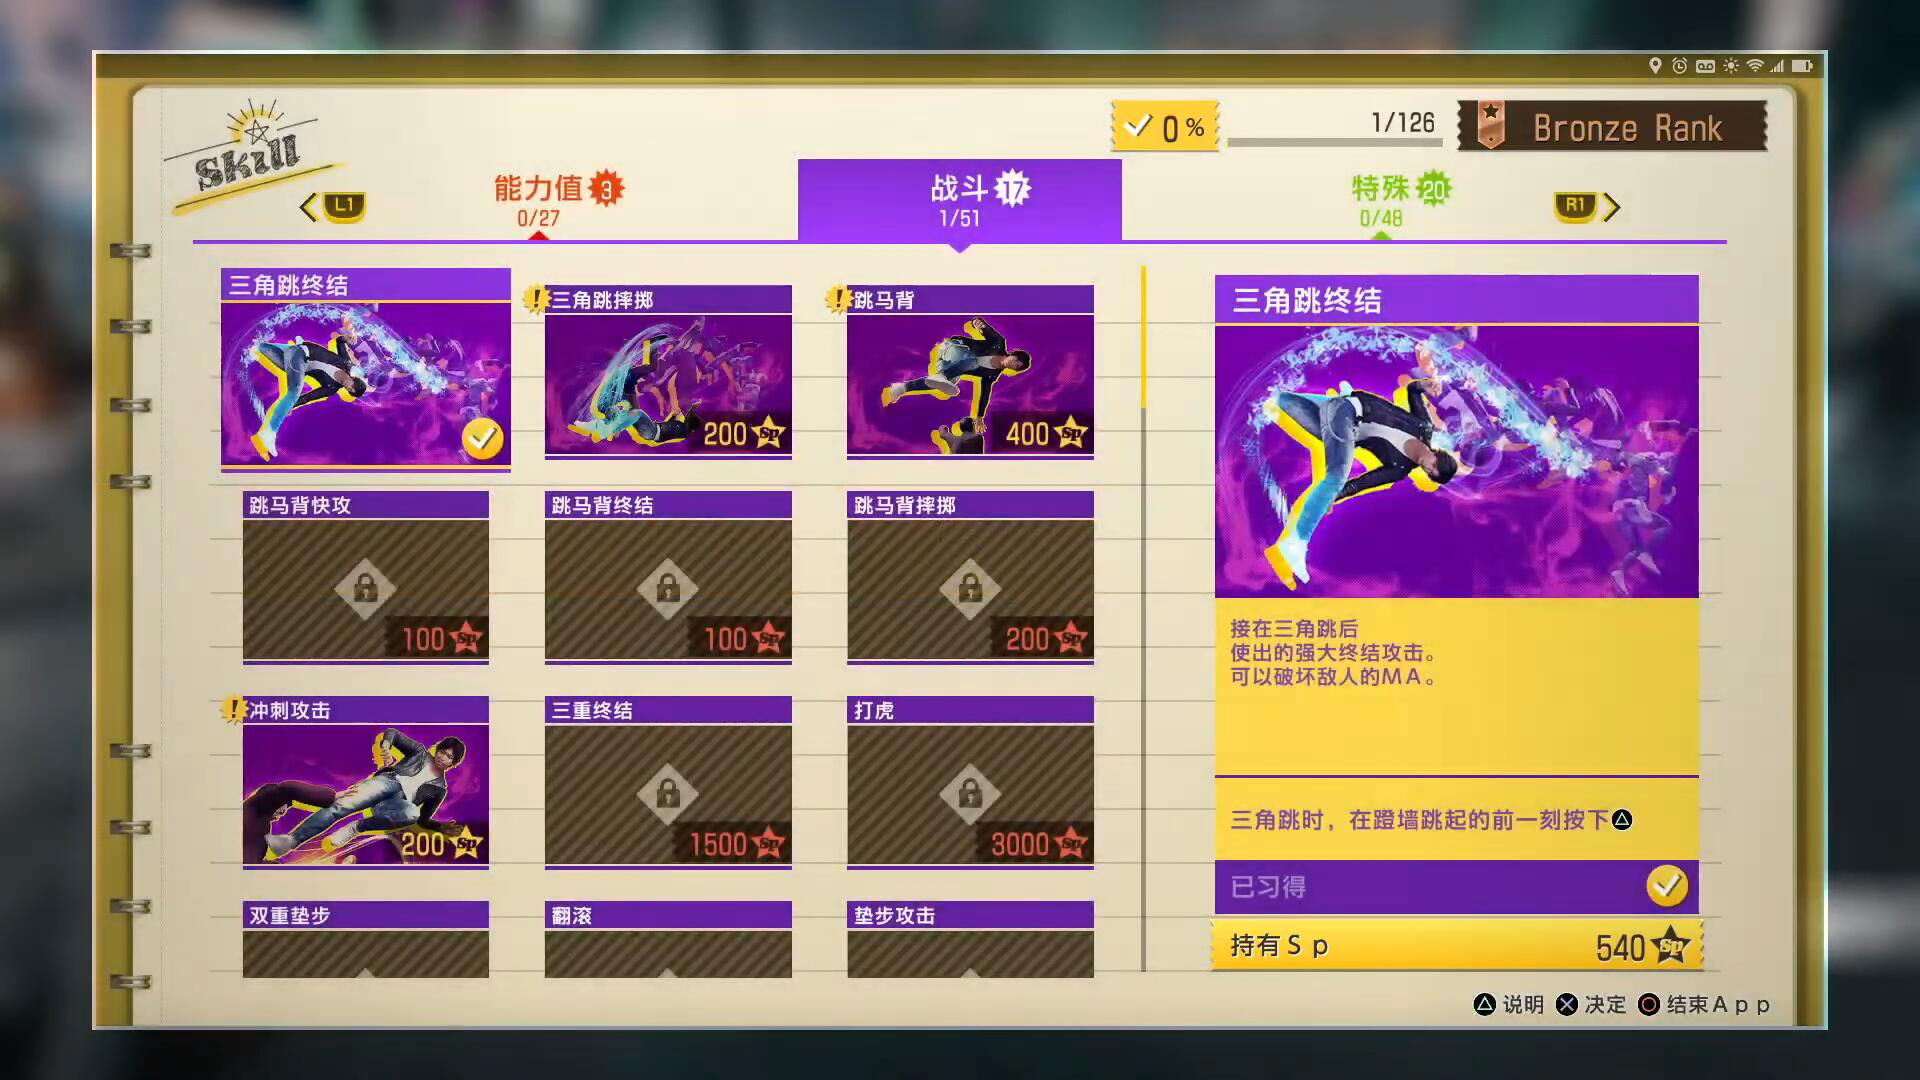 Skill
0%
1/126
Bronze Rank
L1
能力值 3
0/27
战斗 17
1/51
特殊 20
0/48
R1
三角跳终结
三角跳摔掷
200 Sp
跳马背
400 Sp
跳马背快攻
100 Sp
跳马背终结
100 Sp
跳马背摔掷
200 Sp
冲刺攻击
200 Sp
三重终结
1500 Sp
打虎
3000 Sp
双重垫步
翻滚
垫步攻击
三角跳终结
接在三角跳后
使出的强大终结攻击。
可以破坏敌人的MA。
三角跳时，在蹬墙跳起的前一刻按下
已习得
持有Sp
540 Sp
说明 决定 结束App